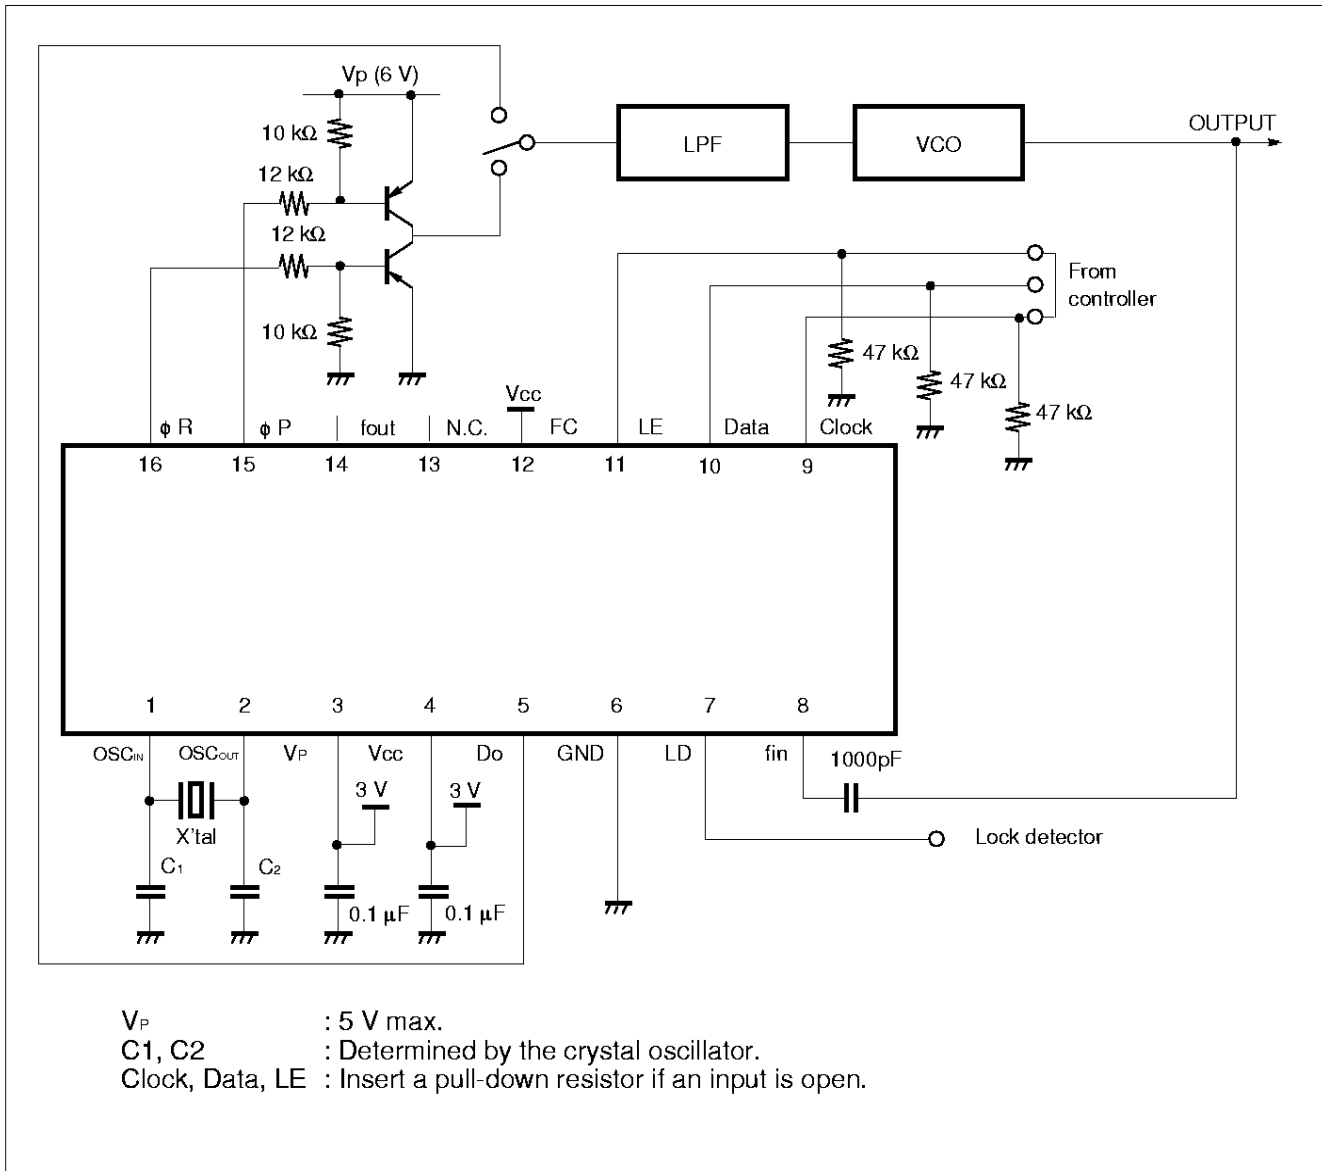 Vp (6 V)
10 kΩ
LPF
VCO
OUTPUT
12 kΩ
12 kΩ
From
controller
10 kΩ
47 kΩ
47 kΩ
47 kΩ
Vcc
ϕ R
ϕ P
fout
N.C.
FC
LE
Data
Clock
16
15
14
13
12
11
10
9
1
2
3
4
5
6
7
8
OSCIN
OSCOUT
VP
Vcc
Do
GND
LD
fin
1000pF
3 V
3 V
X'tal
Lock detector
C1
C2
0.1 μF
0.1 μF
VP : 5 V max.
C1, C2 : Determined by the crystal oscillator.
Clock, Data, LE : Insert a pull-down resistor if an input is open.